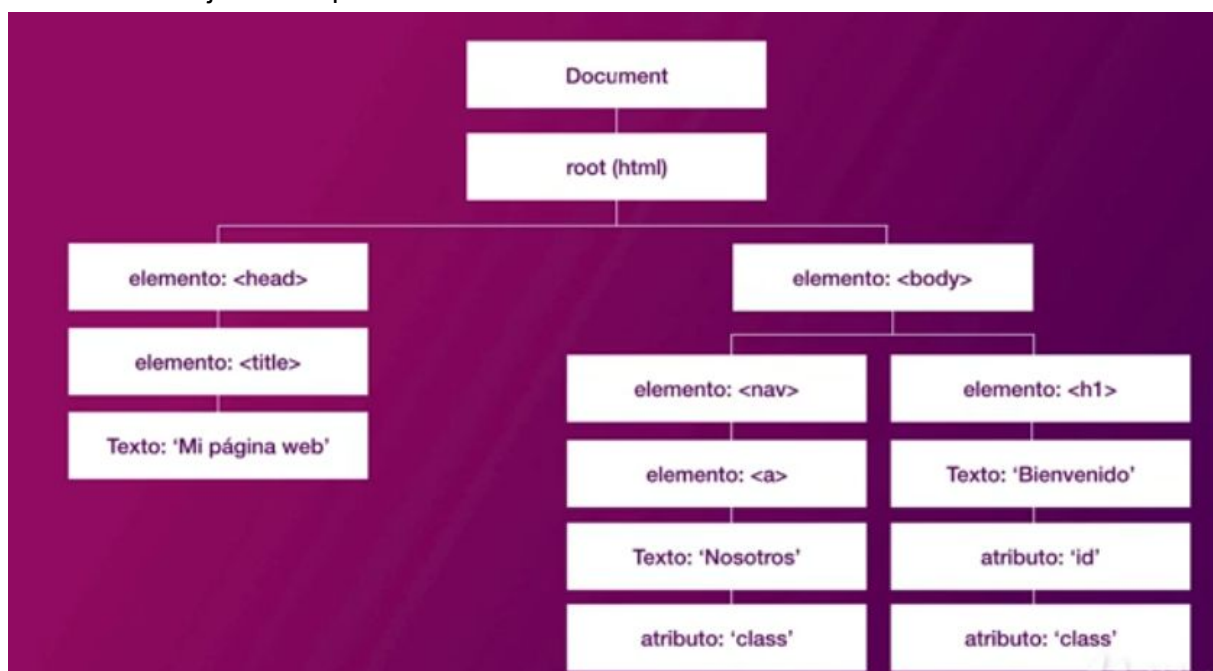 Document
root (html)
elemento: <head>
elemento: <body>
elemento: <title>
elemento: <nav>
elemento: <h1>
Texto: ‘Mi página web’
elemento: <a>
Texto: ‘Bienvenido’
Texto: ‘Nosotros’
atributo: ‘id’
atributo: ‘class’
atributo: ‘class’